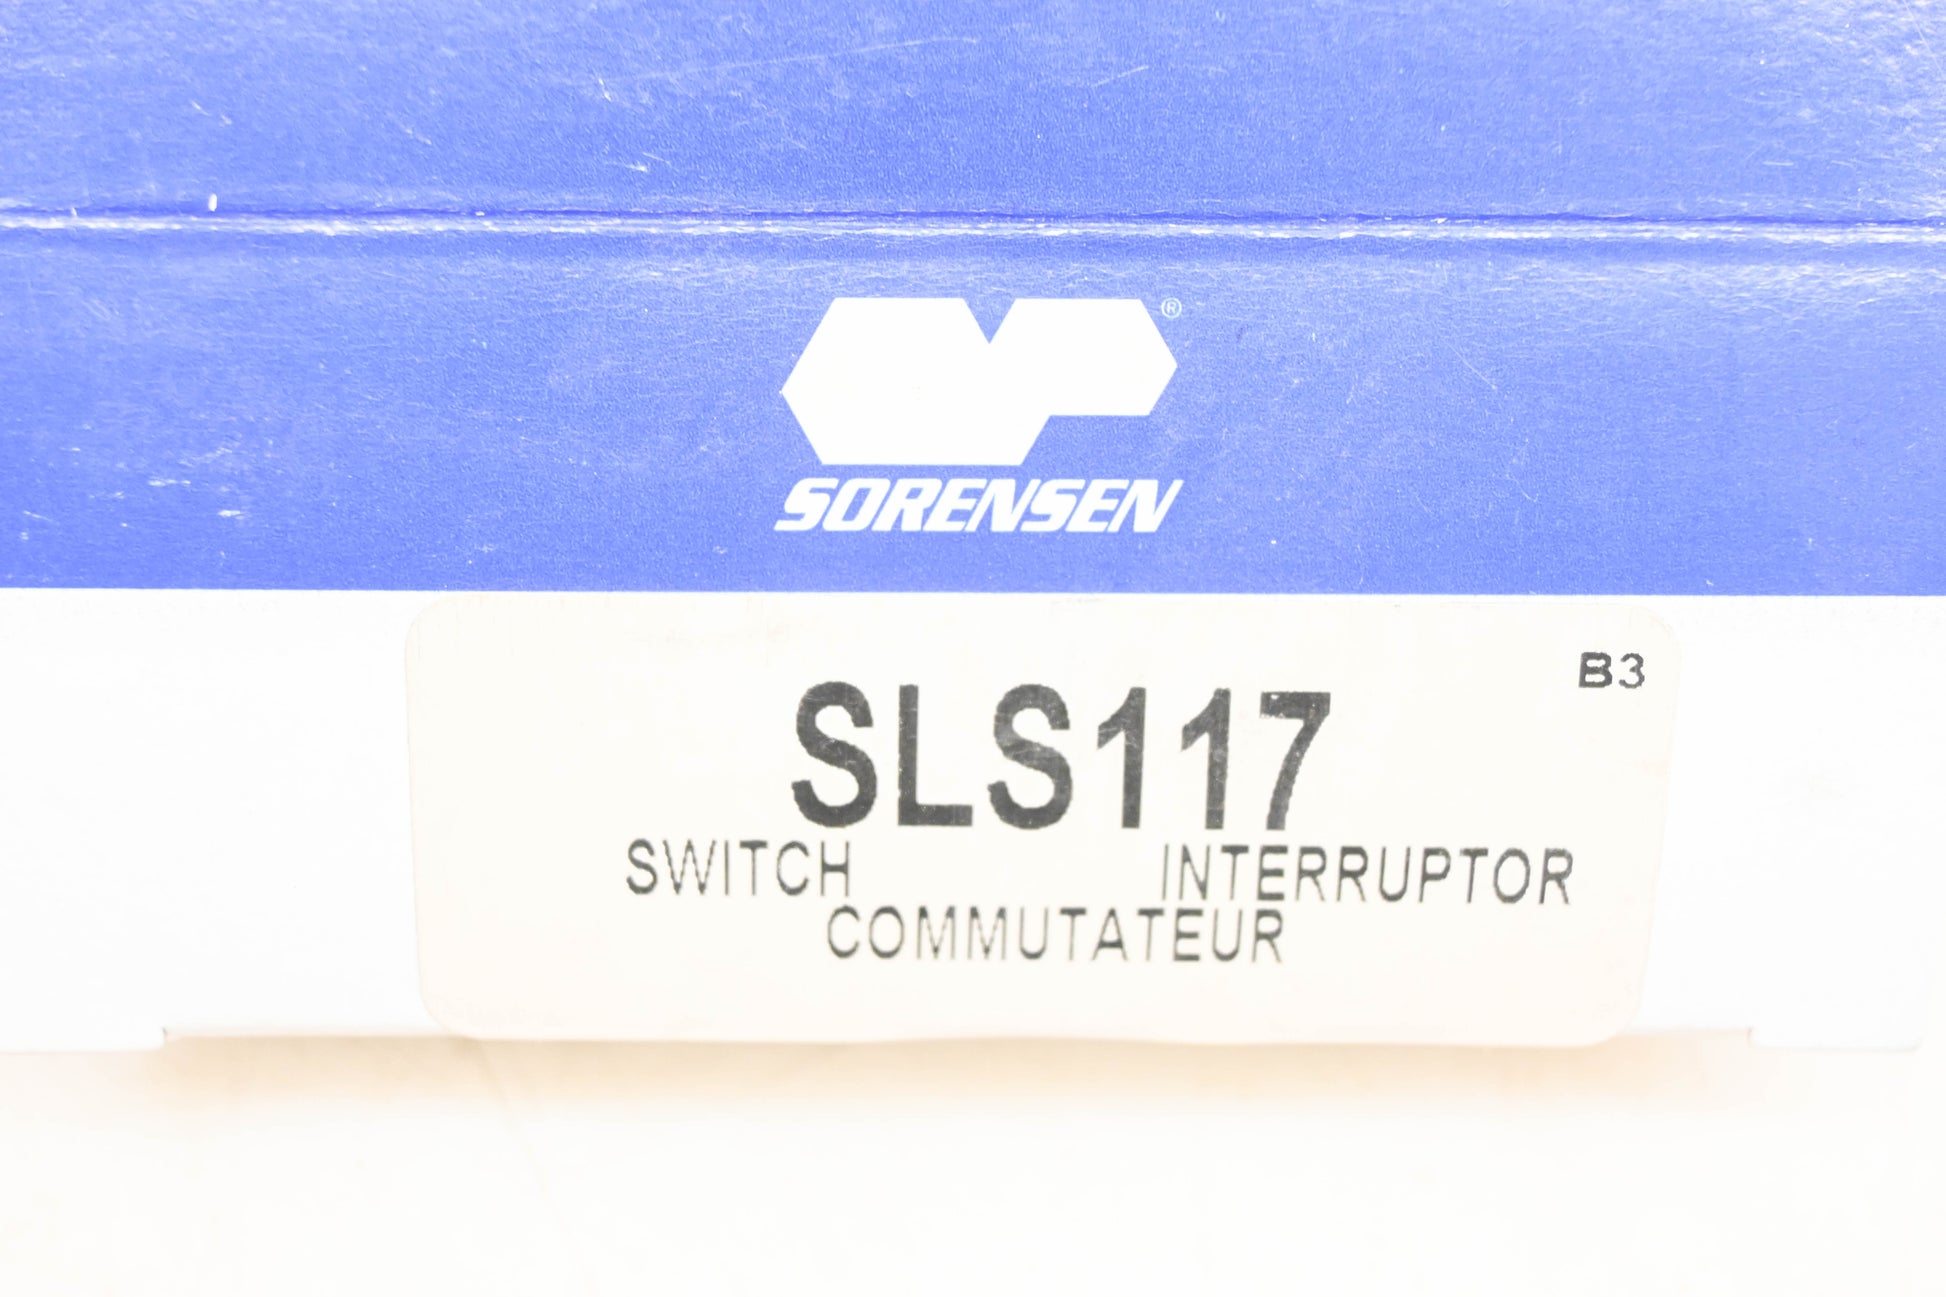 ®
SORENSEN
B3
SLS117
SWITCH INTERRUPTOR
COMMUTATEUR